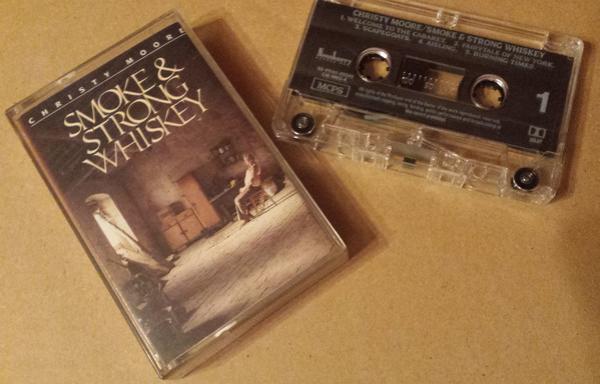 CHRISTY MOORE
SMOKE &
STRONG
WHISKEY
CHRISTY MOORE/SMOKE & STRONG WHISKEY
1. WELCOME TO THE CABARET. 2. FAIRYTALE OF NEW YORK.
3. SCAPEGOATS. 4. AISLING. 5. BURNING TIMES.
MCPS
1